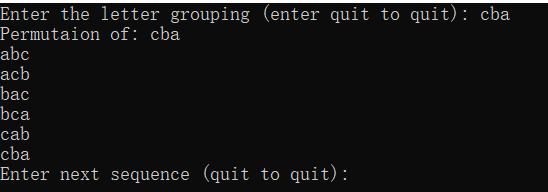 Enter the letter grouping (enter quit to quit): cba
Permutaion of: cba
abc
acb
bac
bca
cab
cba
Enter next sequence (quit to quit):